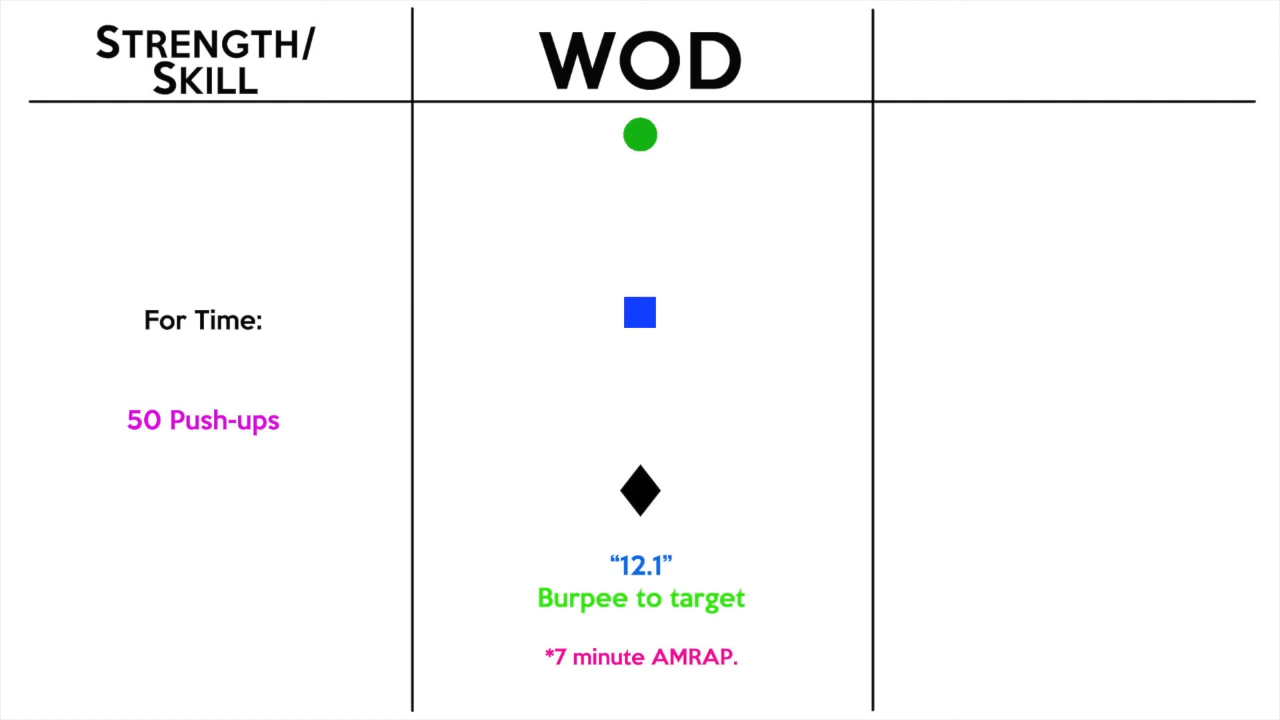 STRENGTH/
SKILL
WOD
For Time:
50 Push-ups
“12.1”
Burpee to target
*7 minute AMRAP.